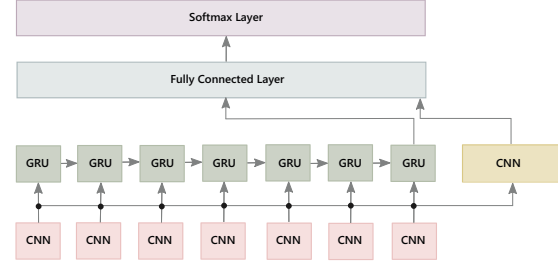 Softmax Layer
Fully Connected Layer
GRU GRU GRU GRU GRU GRU GRU CNN
CNN CNN CNN CNN CNN CNN CNN